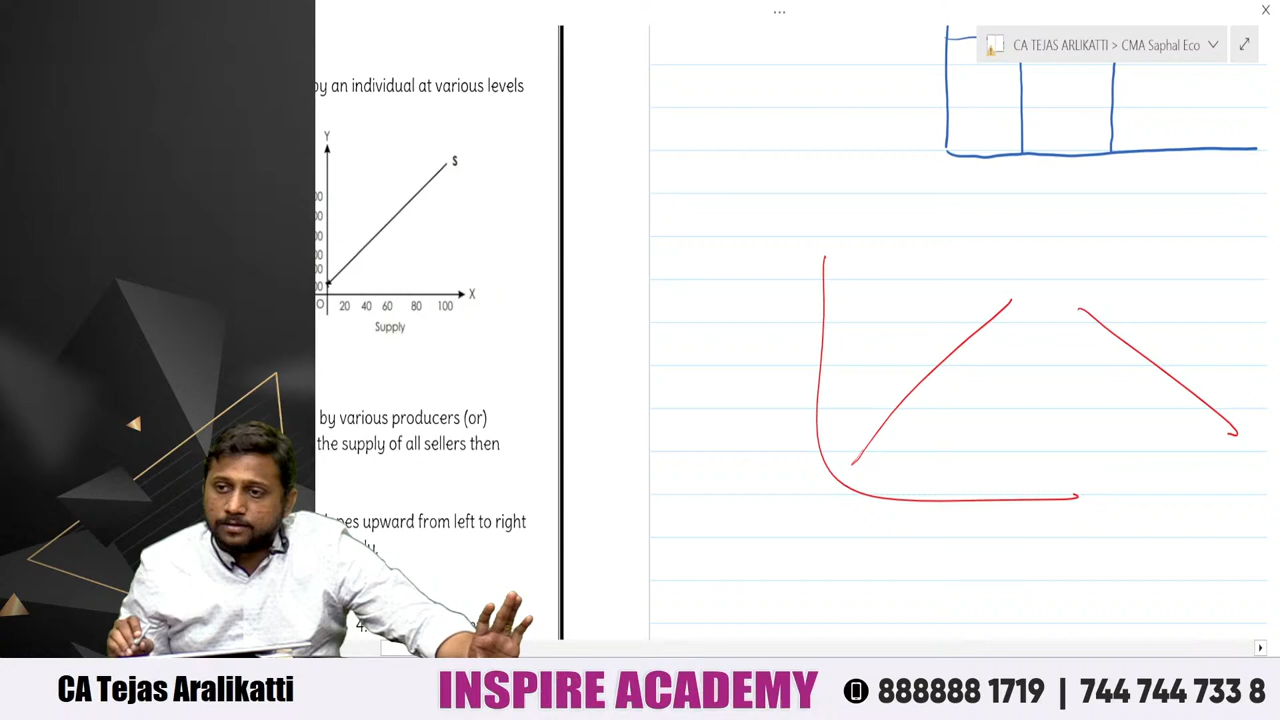 ...
CA TEJAS ARLIKATTI > CMA Saphal Eco
by an individual at various levels
Y
S
O 20 40 60 80 100 X
Supply
by various producers (or)
the supply of all sellers then
upward from left to right
4.
CA Tejas Aralikatti INSPIRE ACADEMY 888888 1719 | 744 744 733 8